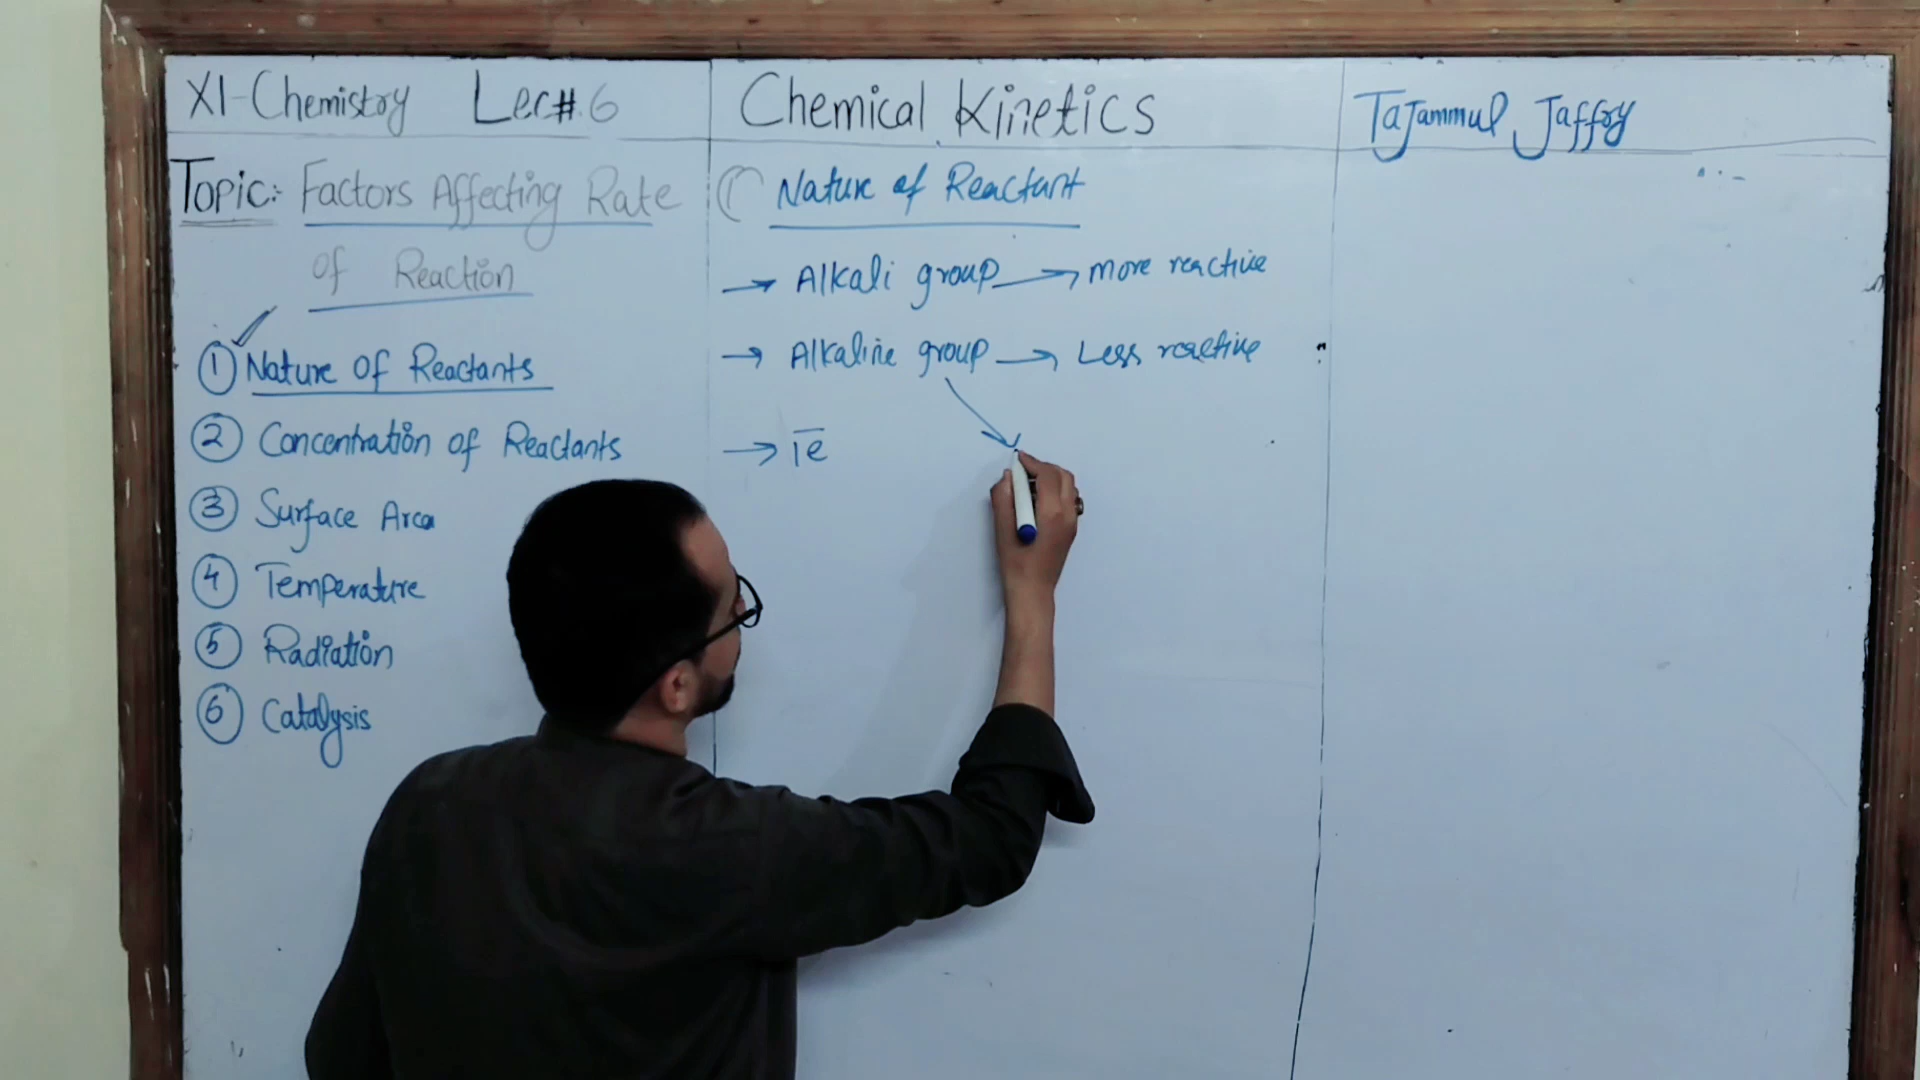 XI-Chemistry Lec#.6
Chemical Kinetics
Tajammul Jaffry
Topic:- Factors Affecting Rate
of Reaction
① Nature of Reactants
② Concentration of Reactants
③ Surface Area
④ Temperature
⑤ Radiation
⑥ Catalysis
① Nature of Reactant
→ Alkali group → more reactive
→ Alkaline group → Less reactive
→ 1e̅